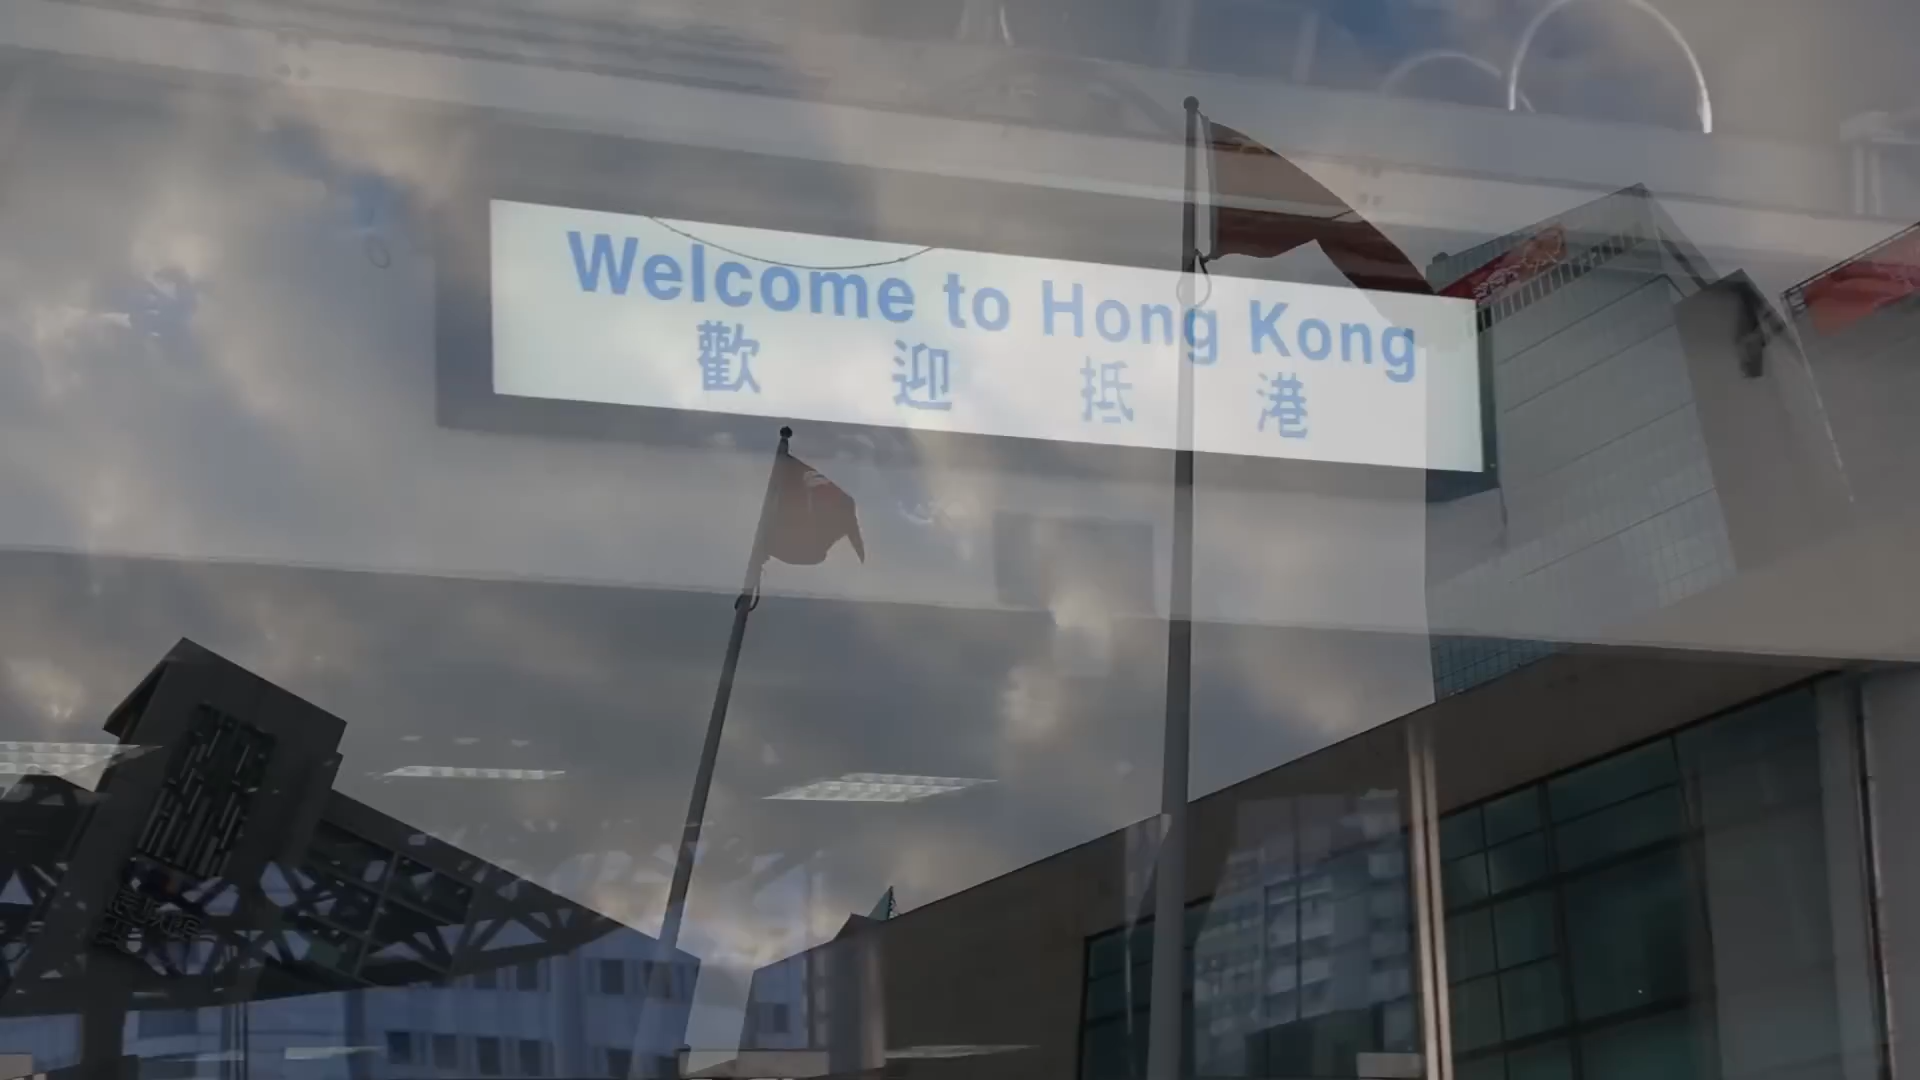 Welcome to Hong Kong
歡迎抵港